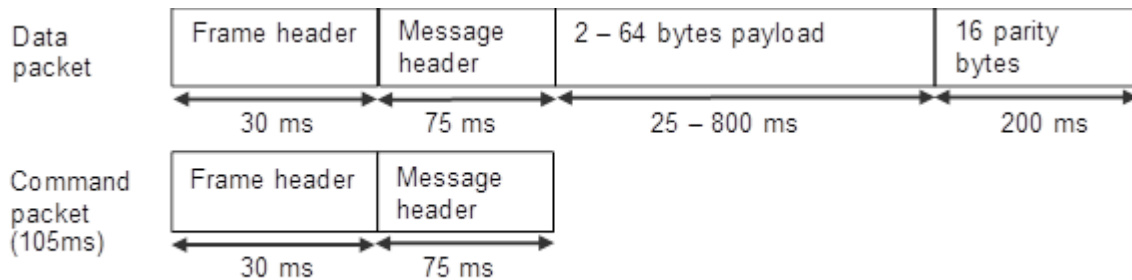 Data
packet
Frame header
Message
header
2 – 64 bytes payload
16 parity
bytes
30 ms
75 ms
25 – 800 ms
200 ms
Command
packet
(105ms)
Frame header
Message
header
30 ms
75 ms